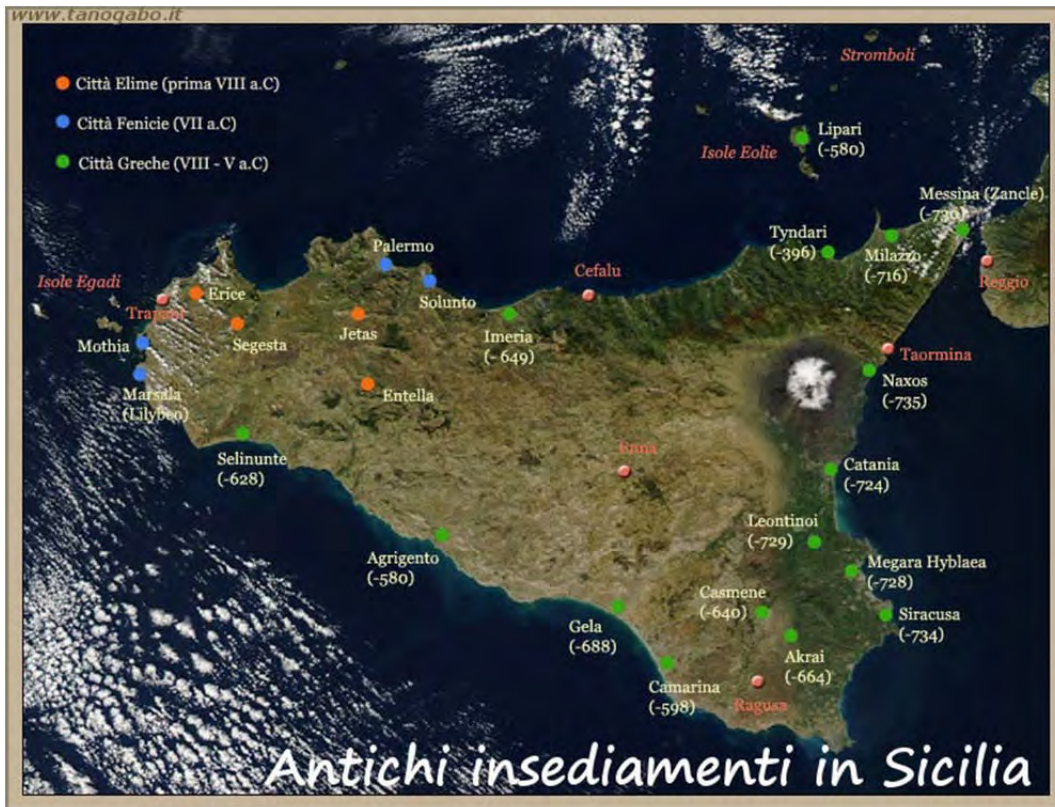 www.tanogabo.it
Città Elime (prima VIII a.C)
Città Fenicie (VII a.C)
Città Greche (VIII - V a.C)
Stromboli
Isole Eolie
Lipari
(-580)
Messina (Zancle)
(-730)
Tyndari
(-396)
Milazzo
(-716)
Reggio
Palermo
Solunto
Cefalu
Isole Egadi
Erice
Trapani
Segesta
Jetas
Imeria
(- 649)
Mothia
Marsala
(Lilybeo)
Entella
Taormina
Naxos
(-735)
Selinunte
(-628)
Enna
Catania
(-724)
Leontinoi
(-729)
Agrigento
(-580)
Megara Hyblaea
(-728)
Casmene
(-640)
Siracusa
(-734)
Gela
(-688)
Akrai
(-664)
Camarina
(-598)
Ragusa
Antichi insediamenti in Sicilia